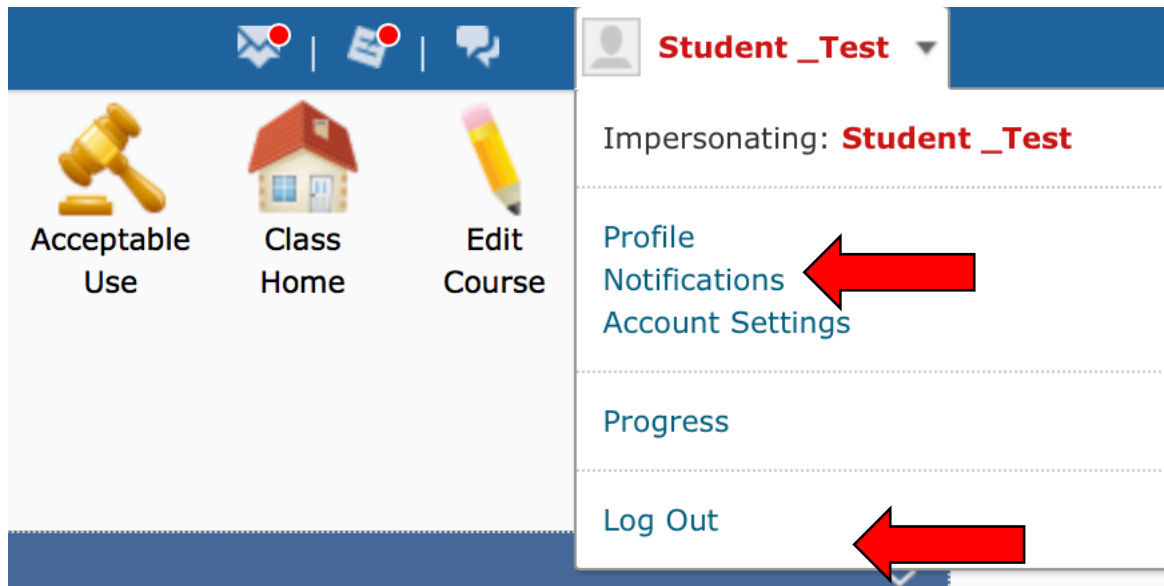 Student _Test
Impersonating: Student _Test
Acceptable
Use
Class
Home
Edit
Course
Profile
Notifications
Account Settings
Progress
Log Out